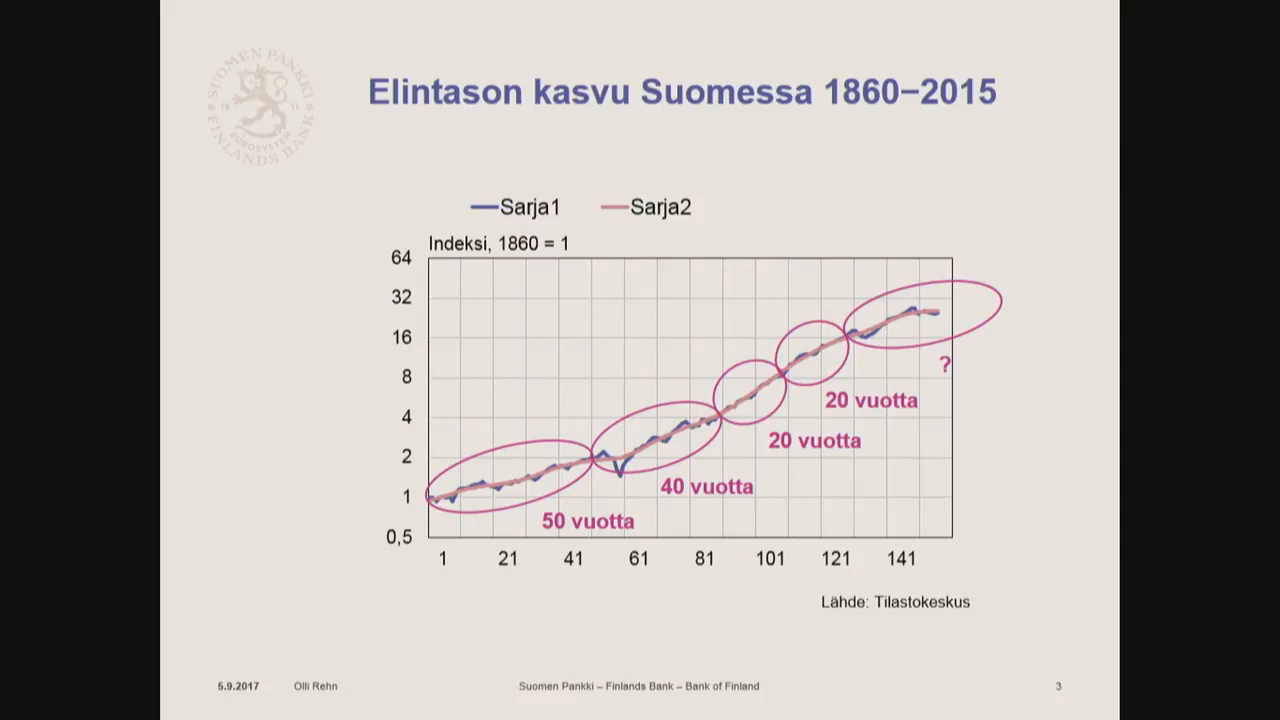 SUOMEN PANKKI
FINLANDS BANK
EUROSYSTEM
18 11
Elintason kasvu Suomessa 1860−2015
Sarja1 Sarja2
Indeksi, 1860 = 1
64
32
16
8
4
2
1
0,5
?
20 vuotta
20 vuotta
40 vuotta
50 vuotta
1 21 41 61 81 101 121 141
Lähde: Tilastokeskus
5.9.2017 Olli Rehn Suomen Pankki – Finlands Bank – Bank of Finland 3